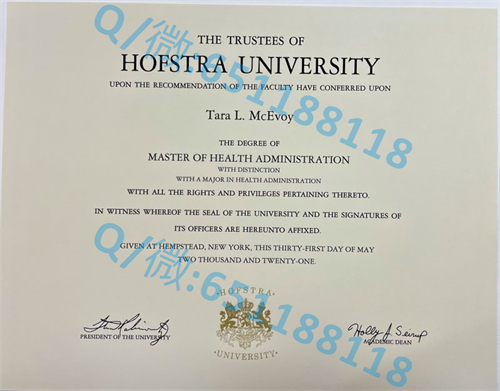 THE TRUSTEES OF
HOFSTRA UNIVERSITY
UPON THE RECOMMENDATION OF THE FACULTY HAVE CONFERRED UPON
Tara L. McEvoy
THE DEGREE OF
MASTER OF HEALTH ADMINISTRATION
WITH DISTINCTION
WITH A MAJOR IN HEALTH ADMINISTRATION
WITH ALL THE RIGHTS AND PRIVILEGES PERTAINING THERETO.
IN WITNESS WHEREOF THE SEAL OF THE UNIVERSITY AND THE SIGNATURES OF
ITS OFFICERS ARE HEREUNTO AFFIXED.
GIVEN AT HEMPSTEAD, NEW YORK, THIS THIRTY-FIRST DAY OF MAY
TWO THOUSAND AND TWENTY-ONE.
·HOFSTRA·
·UNIVERSITY·
PRESIDENT OF THE UNIVERSITY
Holly J. Seirup
ACADEMIC DEAN
Q/微:651188118
Q/微:651188118